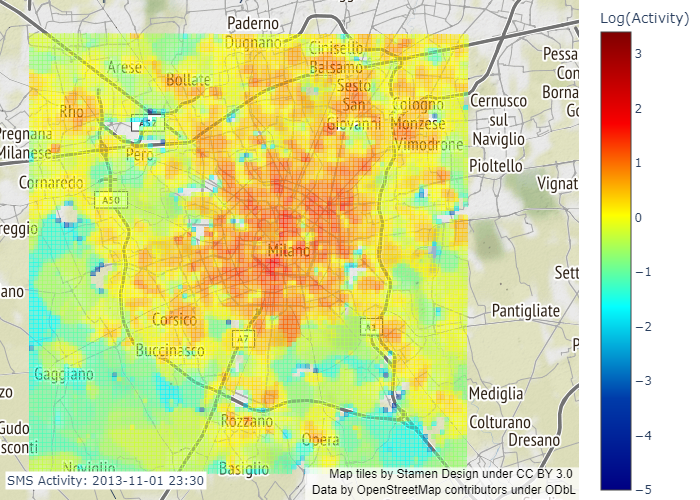 Paderno
Dugnano
Cinisello
Balsamo
Arese
Bollate
Sesto
San
Giovanni
Rho
A57
Cologno
Monzese
Vimodrone
Cernusco
sul
Naviglio
Pessa
Con
Borna
Go
Pregnana
Milanese
Pero
Pioltello
Cornaredo
Vignat
A50
reggio
Milano
Sett
ano
Pantigliate
Corsico
A1
A7
Buccinasco
P
Gaggiano
zo
Mediglia
Rozzano
Colturano
Gudo
sconti
Opera
Dresano
Noviglio
Basiglio
SMS Activity: 2013-11-01 23:30
Map tiles by Stamen Design under CC BY 3.0
Data by OpenStreetMap contributors under ODbL
Log(Activity)
3
2
1
0
−1
−2
−3
−4
−5